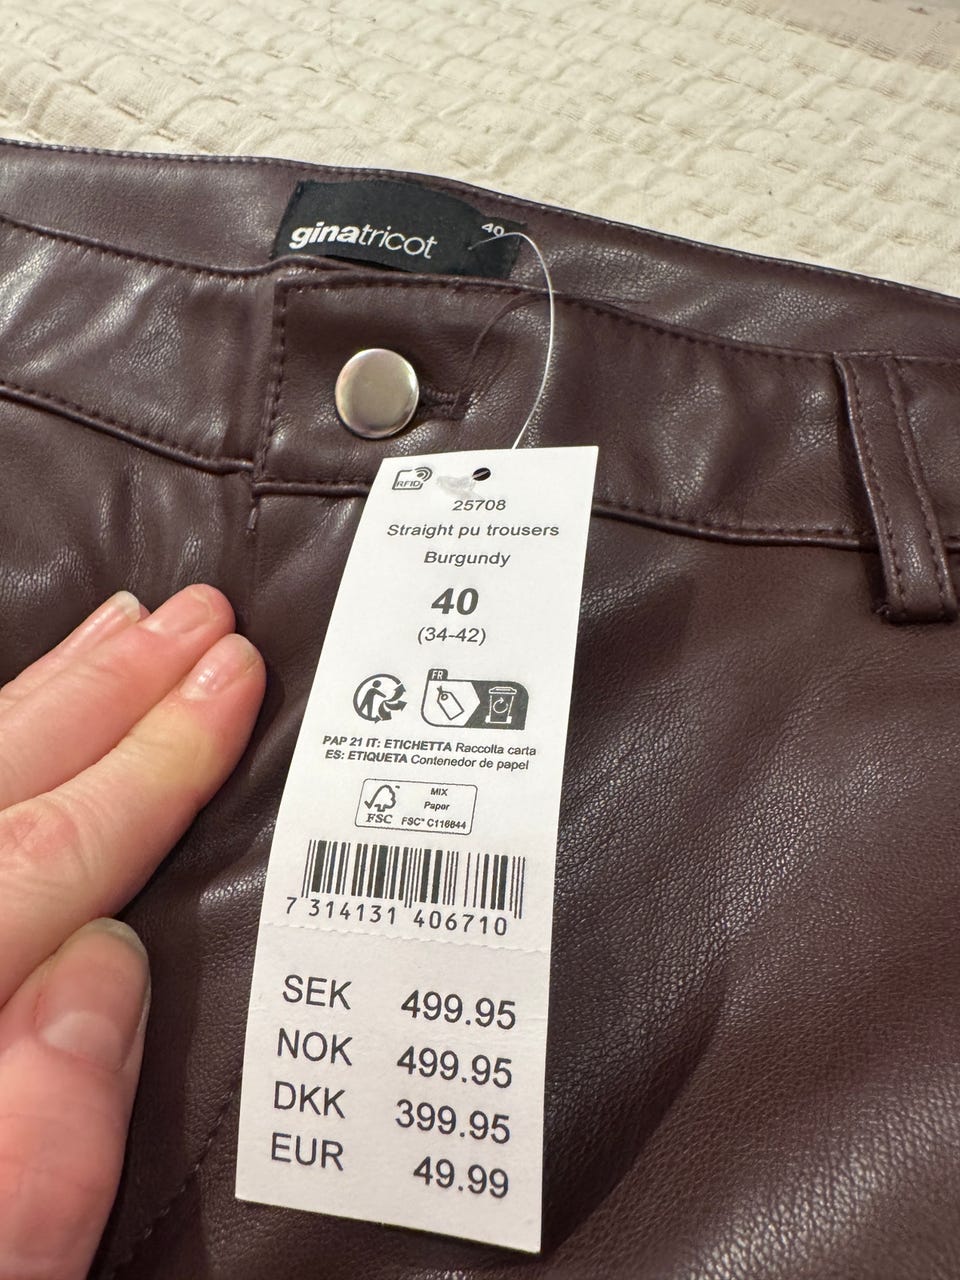 ginatricot
40
RFID
25708
Straight pu trousers
Burgundy
40
(34-42)
FR
PAP 21 IT: ETICHETTA Raccolta carta
ES: ETIQUETA Contenedor de papel
MIX
Paper
FSC FSC® C116844
7 314131 406710
SEK 499.95
NOK 499.95
DKK 399.95
EUR 49.99